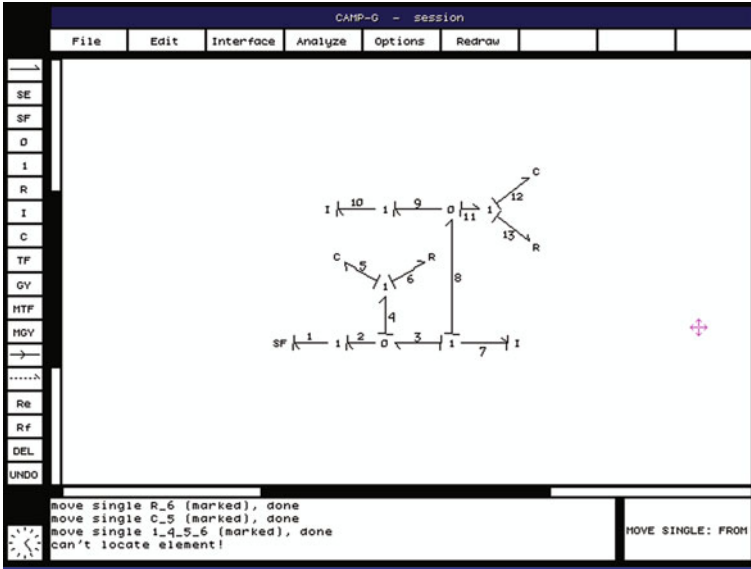 CAMP-G - session
File Edit Interface Analyze Options Redraw
SE
SF
0
1
R
I
C
TF
GY
MTF
MGY
Re
Rf
DEL
UNDO
C
12
I 10 1 9 0 11 1
13
R
C 5 R
6
1
8
4
SF 1 1 2 0 3 1 7 I
move single R_6 (marked), done
move single C_5 (marked), done
move single 1_4_5_6 (marked), done
can't locate element!
MOVE SINGLE: FROM